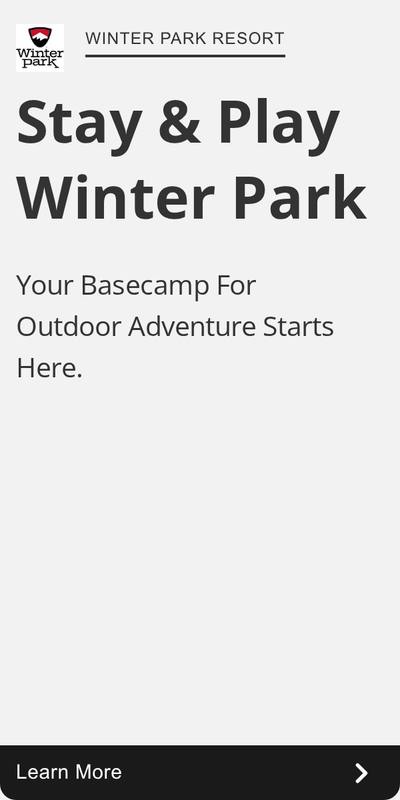 Winter
park
WINTER PARK RESORT
Stay & Play
Winter Park
Your Basecamp For
Outdoor Adventure Starts
Here.
Learn More